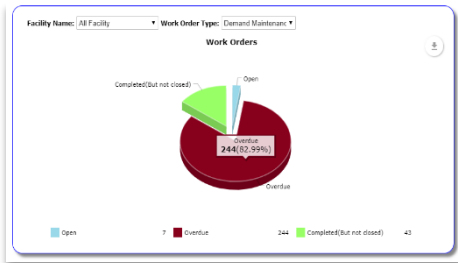 Facility Name: All Facility Work Order Type: Demand Maintenanc
Work Orders
Open
Completed(But not closed)
Overdue
244(82.99%)
Overdue
Open 7 Overdue 244 Completed(But not closed) 43